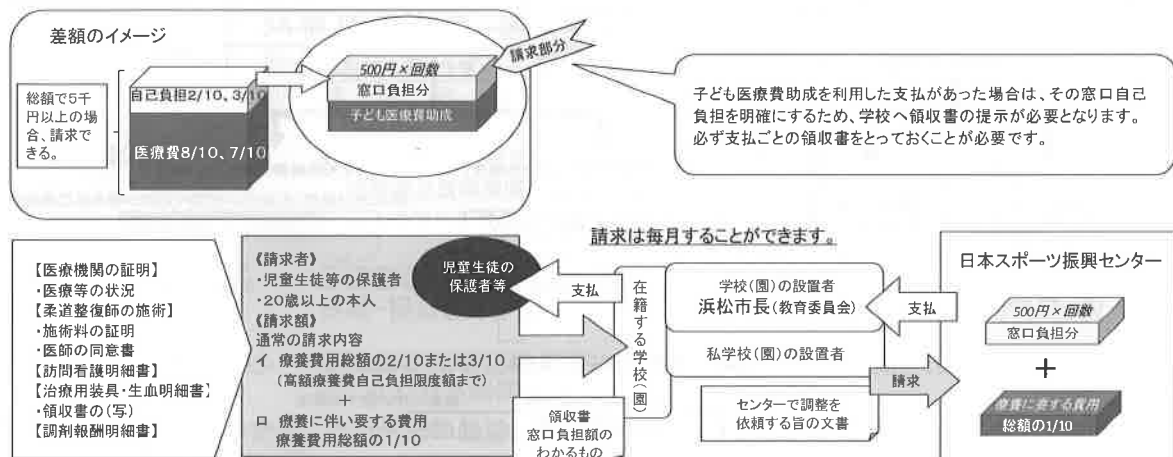 差額のイメージ
総額で5千
円以上の場
合、請求で
きる。
自己負担2/10、3/10
医療費8/10、7/10
500円×回数
窓口負担分
子ども医療費助成
請求部分
子ども医療費助成を利用した支払があった場合は、その窓口自己
負担を明確にするため、学校へ領収書の提示が必要となります。
必ず支払ごとの領収書をとっておくことが必要です。
【医療機関の証明】
・医療等の状況
【柔道整復師の施術】
・施術料の証明
・医師の同意書
【訪問看護明細書】
【治療用装具・生血明細書】
・領収書の(写)
【調剤報酬明細書】
《請求者》
・児童生徒等の保護者
・20歳以上の本人
《請求額》
通常の請求内容
イ 療養費用総額の2/10または3/10
(高額療養費自己負担限度額まで)
＋
ロ 療養に伴い要する費用
療養費用総額の1/10
児童生徒の
保護者等
請求は毎月することができます。
支払
在籍する学校(園)
領収書
窓口負担額の
わかるもの
学校(園)の設置者
浜松市長(教育委員会)
私学校(園)の設置者
センターで調整を
依頼する旨の文書
支払
請求
日本スポーツ振興センター
500円×回数
窓口負担分
＋
療養に要する費用
総額の1/10